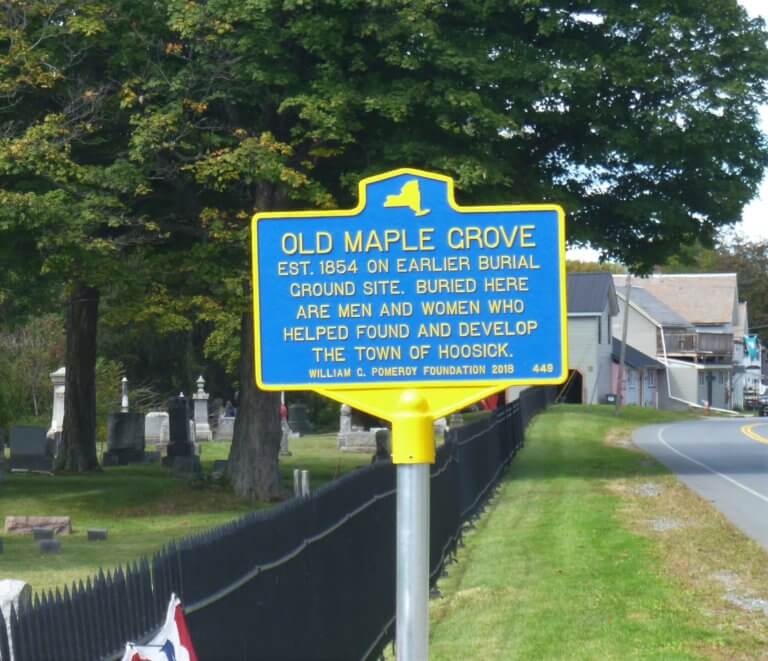 OLD MAPLE GROVE
EST. 1854 ON EARLIER BURIAL
GROUND SITE. BURIED HERE
ARE MEN AND WOMEN WHO
HELPED FOUND AND DEVELOP
THE TOWN OF HOOSICK.
WILLIAM C. POMEROY FOUNDATION 2018 449